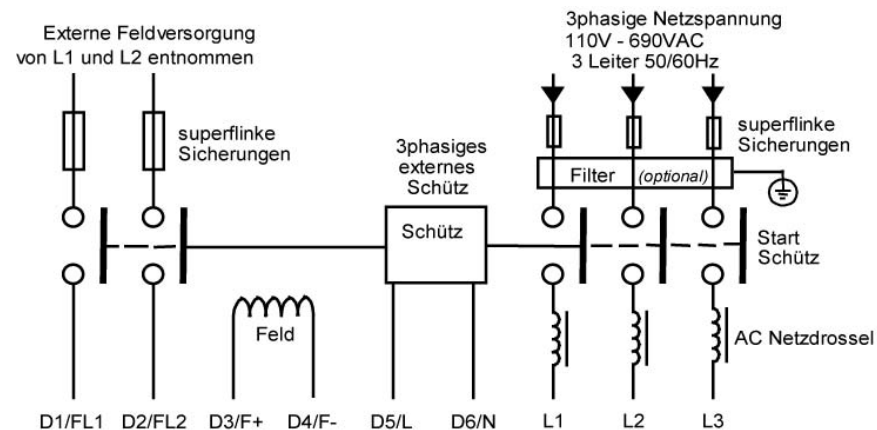 Externe Feldversorgung
von L1 und L2 entnommen
3phasige Netzspannung
110V - 690VAC
3 Leiter 50/60Hz
superflinke
Sicherungen
3phasiges
externes
Schütz
superflinke
Sicherungen
Filter (optional)
Schütz
Start
Schütz
Feld
AC Netzdrossel
D1/FL1 D2/FL2 D3/F+ D4/F- D5/L D6/N L1 L2 L3